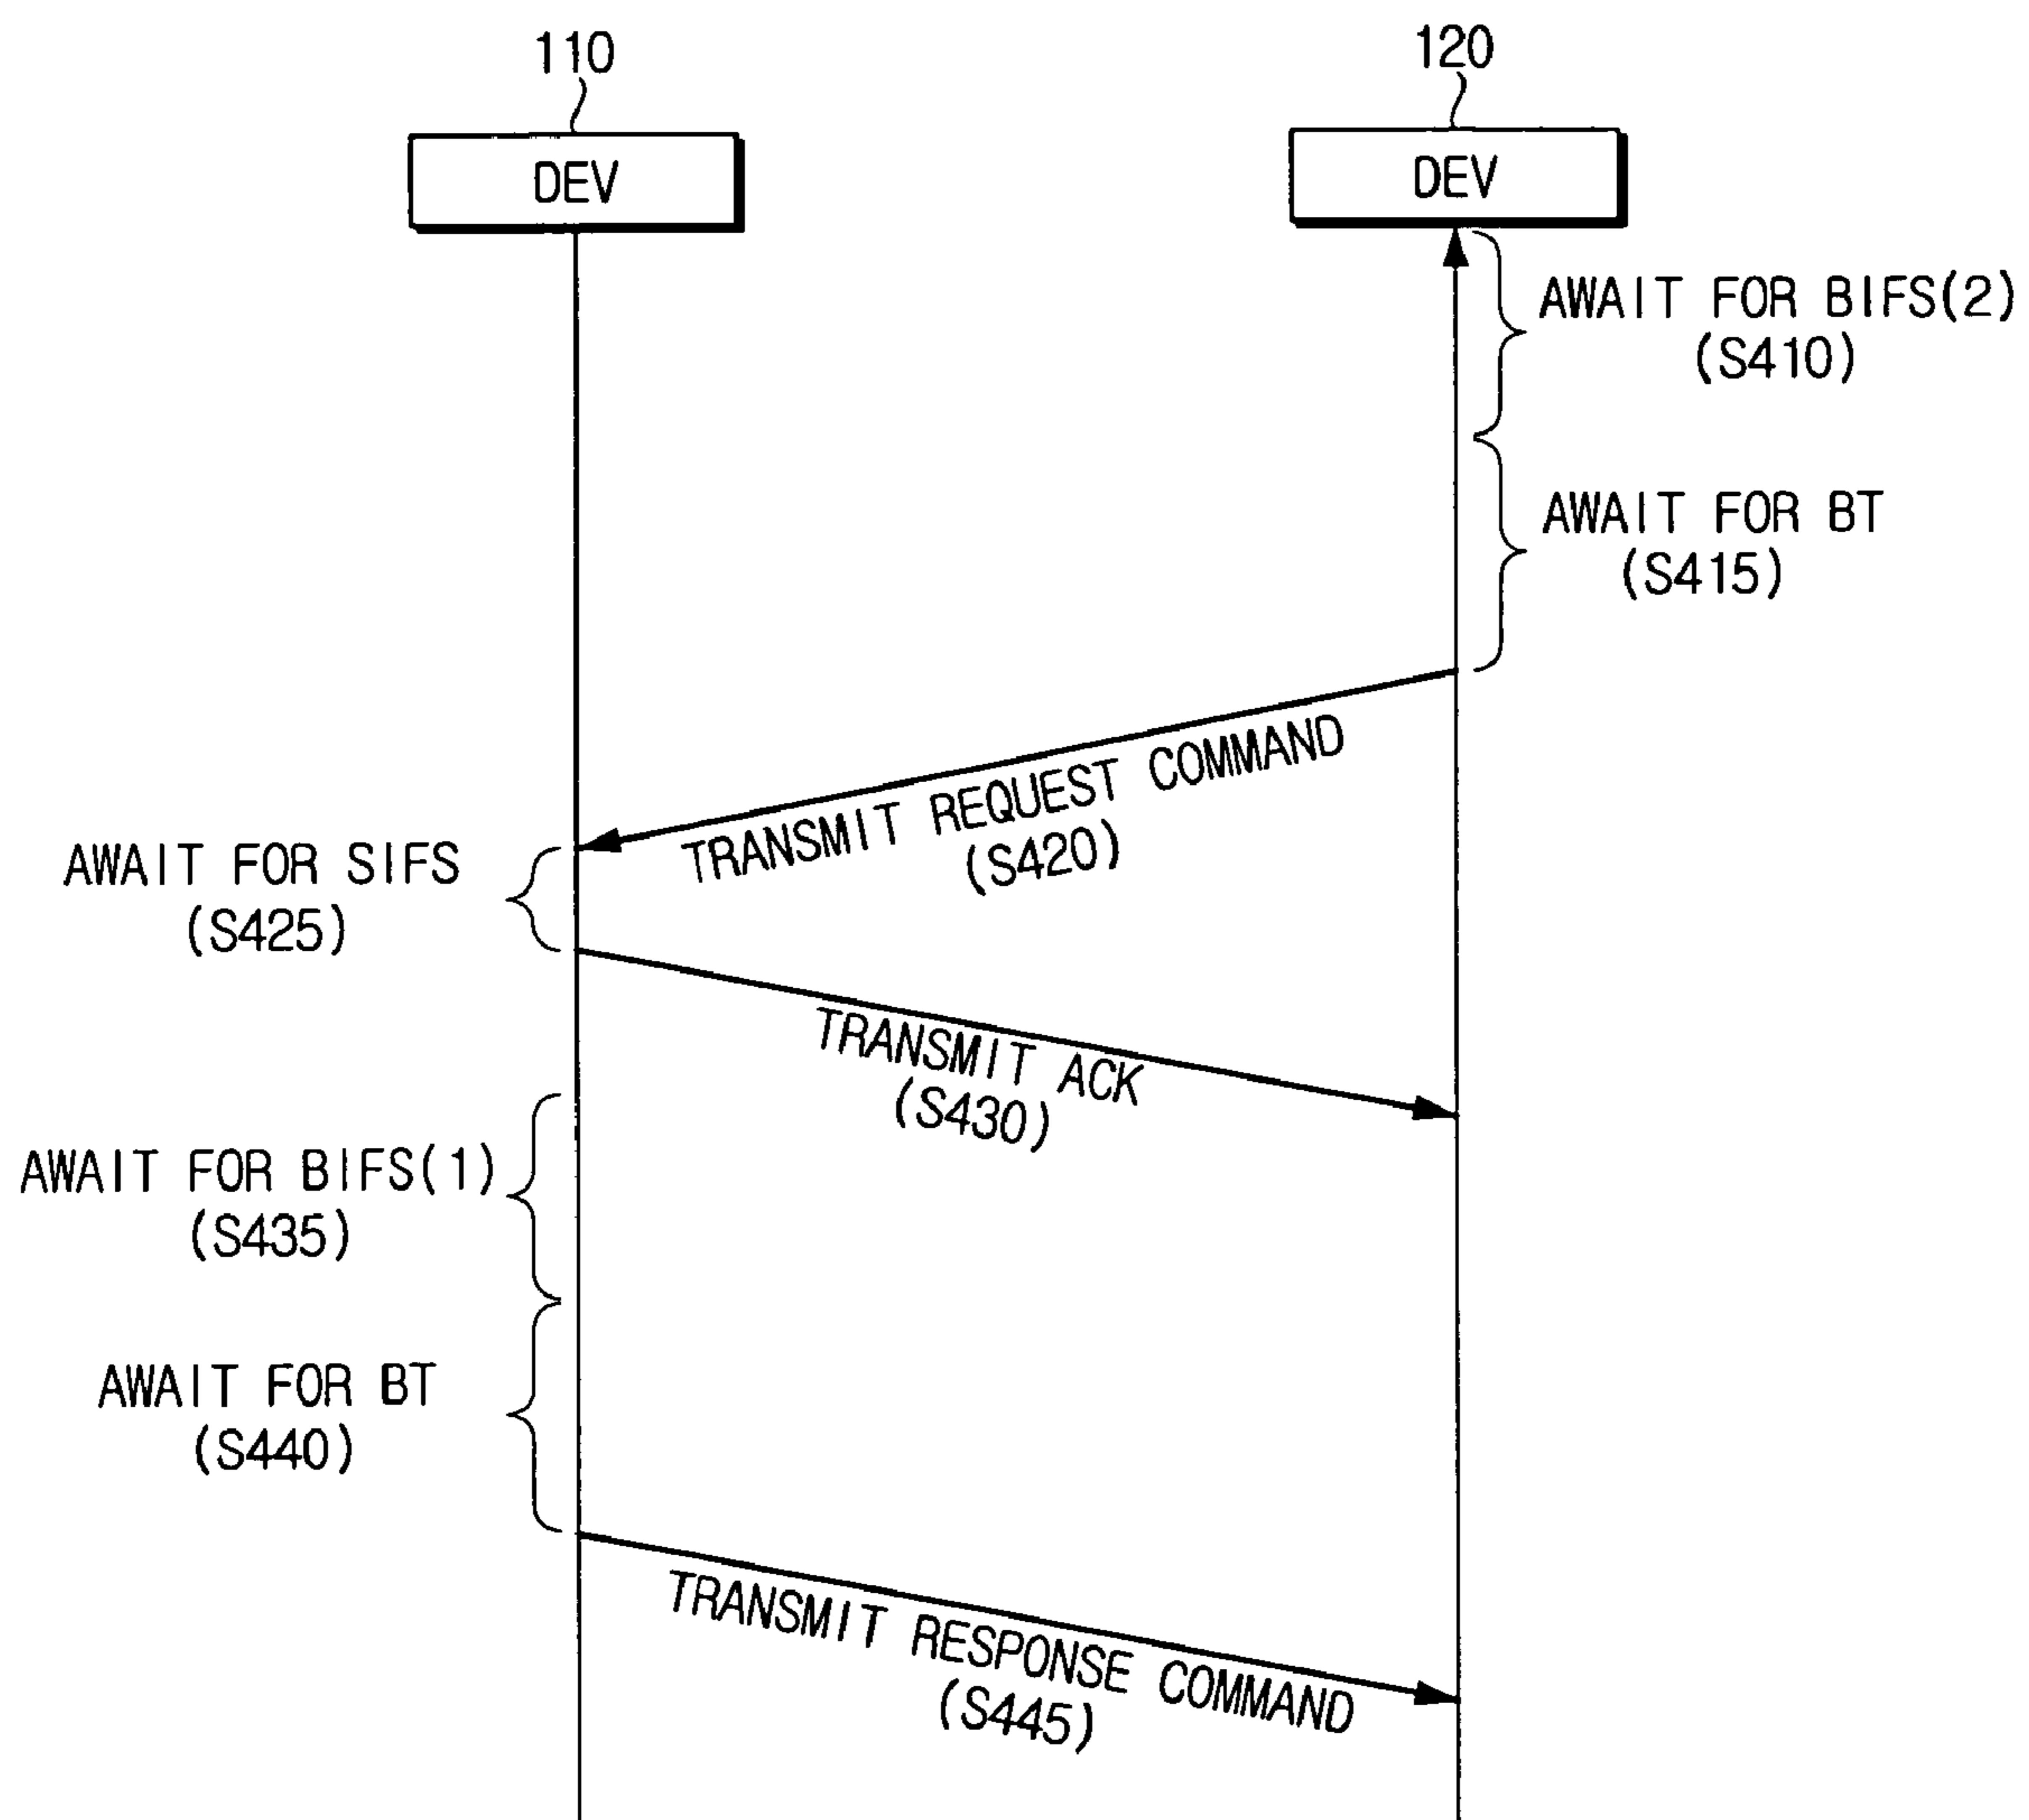 110
120
DEV
DEV
AWAIT FOR BIFS(2)
(S410)
AWAIT FOR BT
(S415)
TRANSMIT REQUEST COMMAND
(S420)
AWAIT FOR SIFS
(S425)
TRANSMIT ACK
(S430)
AWAIT FOR BIFS(1)
(S435)
AWAIT FOR BT
(S440)
TRANSMIT RESPONSE COMMAND
(S445)